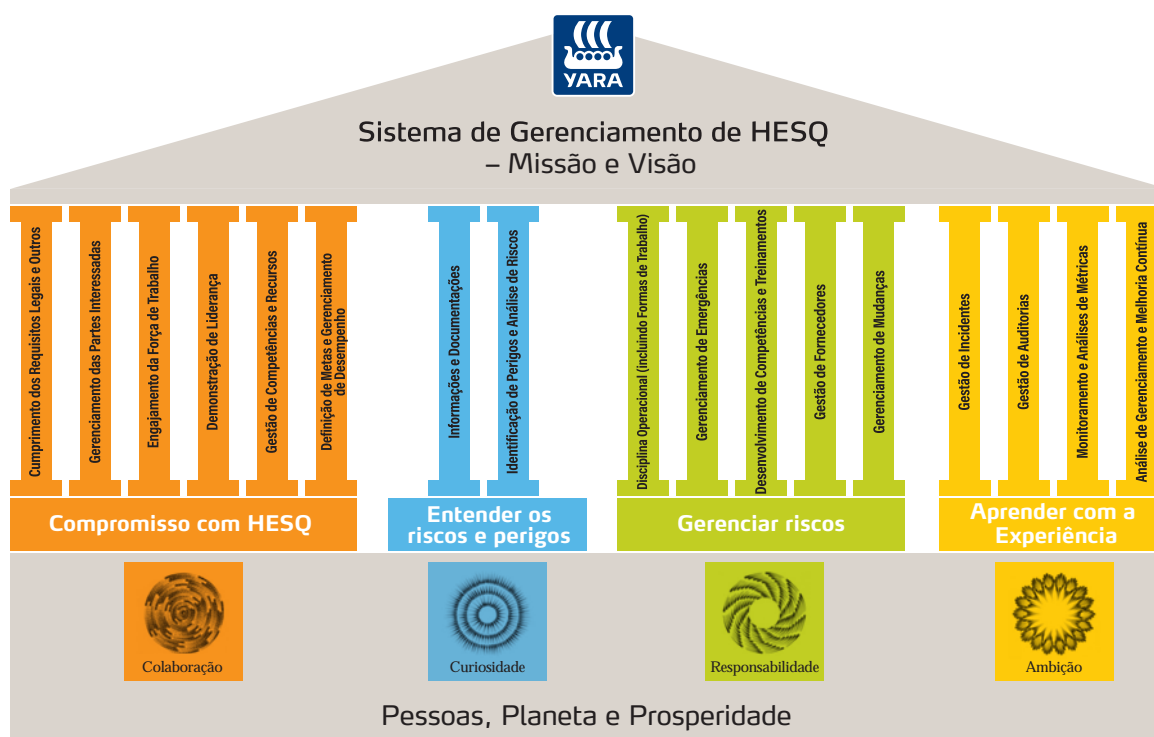 YARA
Sistema de Gerenciamento de HESQ
– Missão e Visão
Cumprimento dos Requisitos Legais e Outros
Gerenciamento das Partes Interessadas
Engajamento da Força de Trabalho
Demonstração de Liderança
Gestão de Competências e Recursos
Definição de Metas e Gerenciamento
de Desempenho
Informações e Documentações
Identificação de Perigos e Análise de Riscos
Disciplina Operacional (incluindo Formas de Trabalho)
Gerenciamento de Emergências
Desenvolvimento de Competências e Treinamentos
Gestão de Fornecedores
Gerenciamento de Mudanças
Gestão de Incidentes
Gestão de Auditorias
Monitoramento e Análises de Métricas
Análise de Gerenciamento e Melhoria Contínua
Compromisso com HESQ
Entender os
riscos e perigos
Gerenciar riscos
Aprender com a
Experiência
Colaboração
Curiosidade
Responsabilidade
Ambição
Pessoas, Planeta e Prosperidade